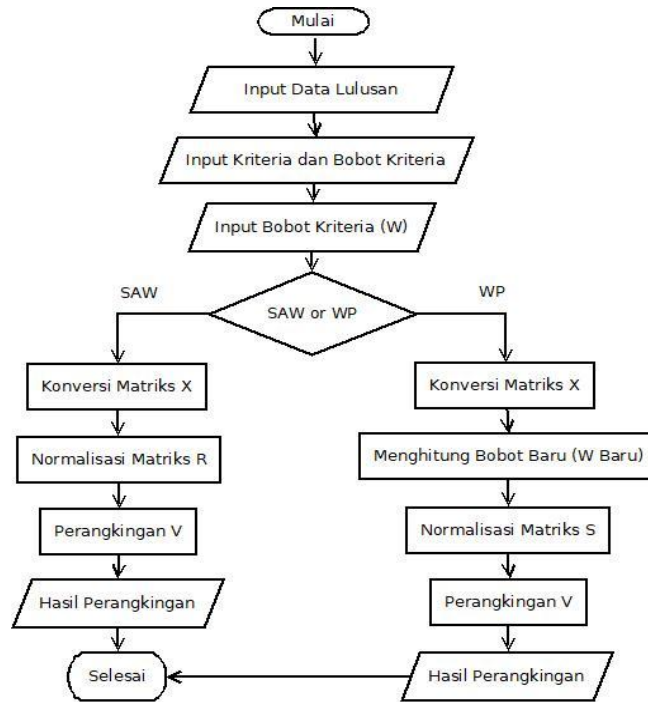 Mulai
Input Data Lulusan
Input Kriteria dan Bobot Kriteria
Input Bobot Kriteria (W)
SAW or WP
SAW
Konversi Matriks X
Normalisasi Matriks R
Perangkingan V
Hasil Perangkingan
Selesai
WP
Konversi Matriks X
Menghitung Bobot Baru (W Baru)
Normalisasi Matriks S
Perangkingan V
Hasil Perangkingan